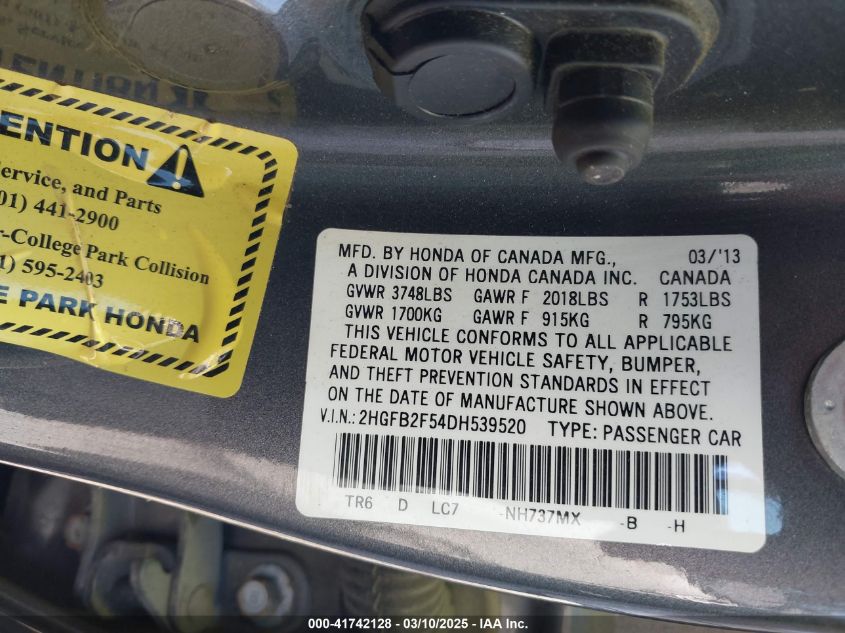 ENTION
ervice, and Parts
01) 441-2900
r-College Park Collision
1) 595-2403
E PARK HONDA
MFD. BY HONDA OF CANADA MFG., 03/'13
A DIVISION OF HONDA CANADA INC. CANADA
GVWR 3748LBS GAWR F 2018LBS R 1753LBS
GVWR 1700KG GAWR F 915KG R 795KG
THIS VEHICLE CONFORMS TO ALL APPLICABLE
FEDERAL MOTOR VEHICLE SAFETY, BUMPER,
AND THEFT PREVENTION STANDARDS IN EFFECT
ON THE DATE OF MANUFACTURE SHOWN ABOVE.
V.I.N.: 2HGFB2F54DH539520 TYPE: PASSENGER CAR
TR6 D LC7 -NH737MX -B -H
000-41742128 - 03/10/2025 - IAA Inc.